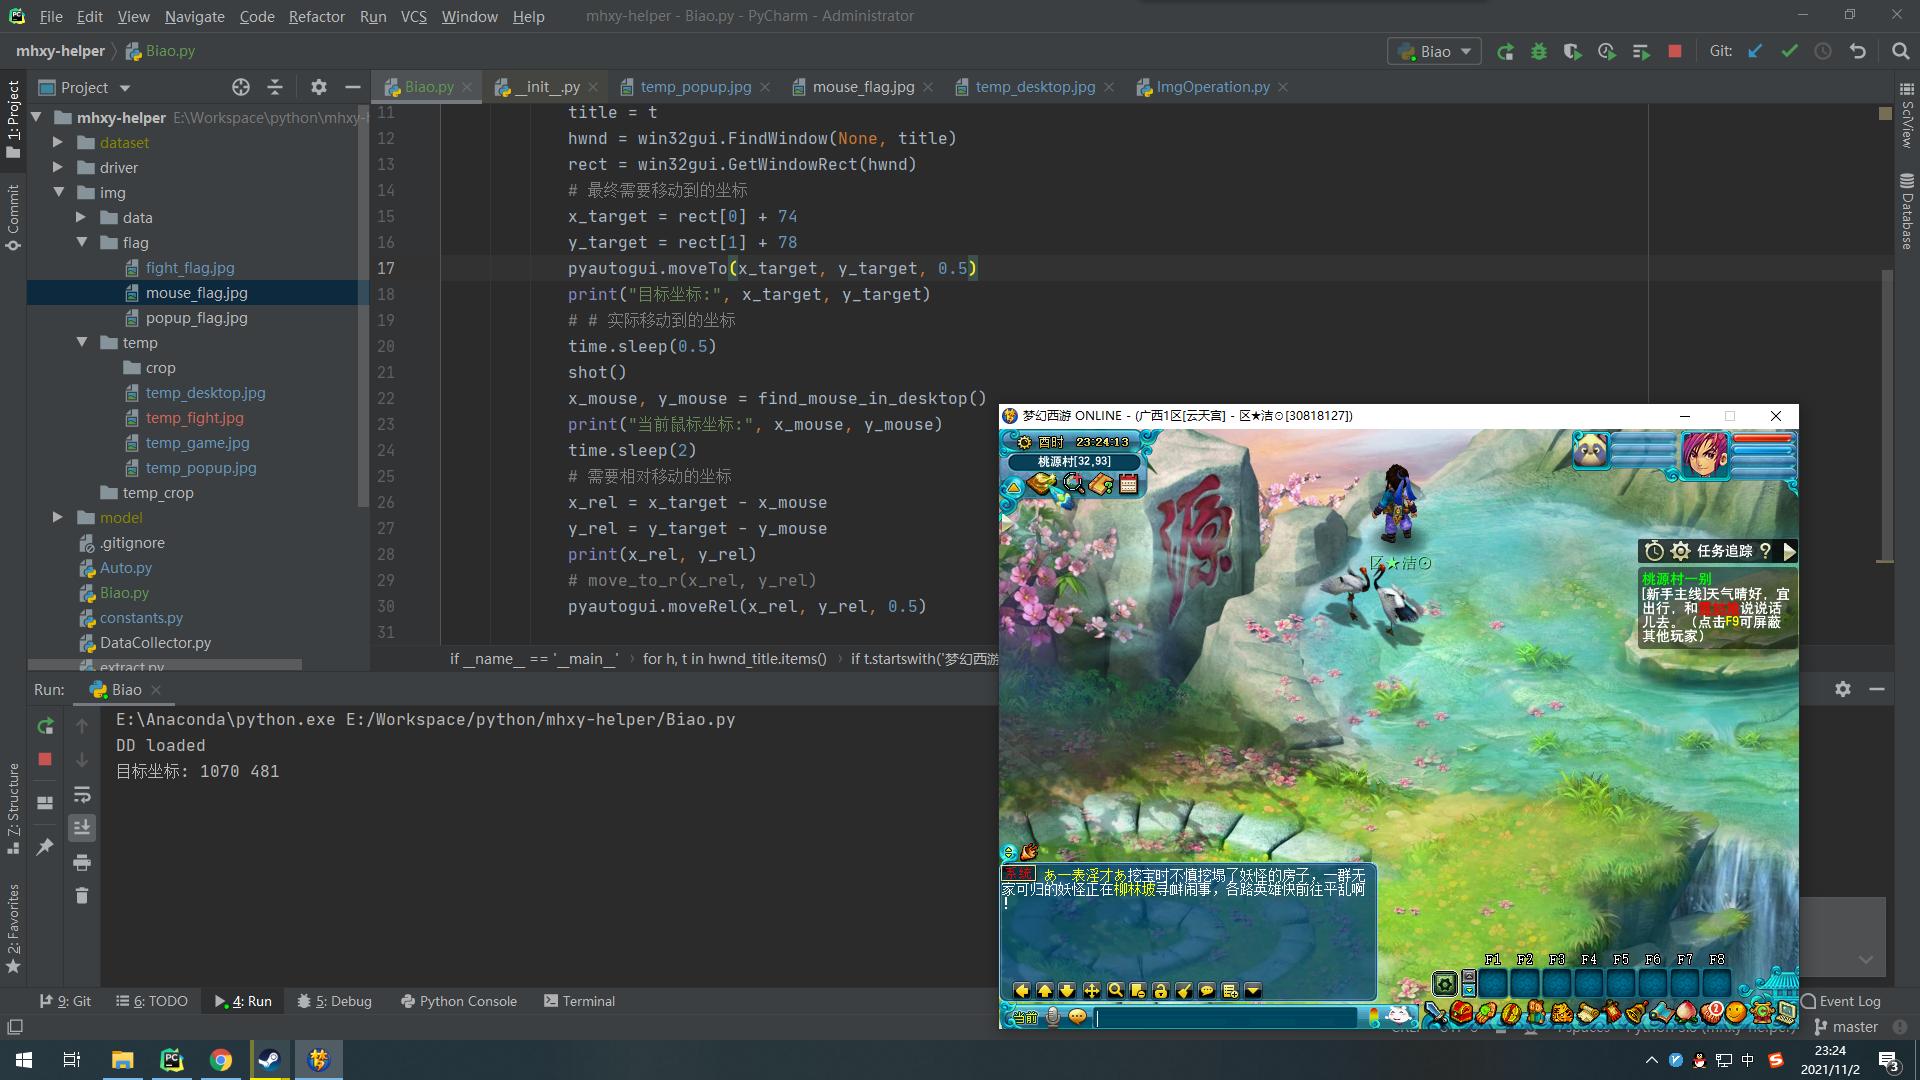 File Edit View Navigate Code Refactor Run VCS Window Help
mhxy-helper - Biao.py - PyCharm - Administrator
mhxy-helper
Biao.py
Biao
Git:
1: Project
Commit
7: Structure
2: Favorites
SciView
Database
Project
mhxy-helper E:\Workspace\python\mhxy-
dataset
driver
img
data
flag
fight_flag.jpg
mouse_flag.jpg
popup_flag.jpg
temp
crop
temp_desktop.jpg
temp_fight.jpg
temp_game.jpg
temp_popup.jpg
temp_crop
model
.gitignore
Auto.py
Biao.py
constants.py
DataCollector.py
extract.py
Biao.py __init__.py temp_popup.jpg mouse_flag.jpg temp_desktop.jpg ImgOperation.py
11 title = t
12 hwnd = win32gui.FindWindow(None, title)
13 rect = win32gui.GetWindowRect(hwnd)
14 # 最终需要移动到的坐标
15 x_target = rect[0] + 74
16 y_target = rect[1] + 78
17 pyautogui.moveTo(x_target, y_target, 0.5)
18 print("目标坐标:", x_target, y_target)
19 # # 实际移动到的坐标
20 time.sleep(0.5)
21 shot()
22 x_mouse, y_mouse = find_mouse_in_desktop()
23 print("当前鼠标坐标:", x_mouse, y_mouse)
24 time.sleep(2)
25 # 需要相对移动的坐标
26 x_rel = x_target - x_mouse
27 y_rel = y_target - y_mouse
28 print(x_rel, y_rel)
29 # move_to_r(x_rel, y_rel)
30 pyautogui.moveRel(x_rel, y_rel, 0.5)
31
if __name__ == '__main__' for h, t in hwnd_title.items() if t.startswith('梦幻西游
Run: Biao
E:\Anaconda\python.exe E:/Workspace/python/mhxy-helper/Biao.py
DD loaded
目标坐标: 1070 481
梦幻西游 ONLINE - (广西1区[云天宫] - 区★洁⊙[30818127])
酉时 23:24:13
桃源村[32,93]
源
区★洁⊙
任务追踪 ?
桃源村一别
[新手主线]天气晴好，宜
出行，和
说说话
儿去。（点击F9可屏蔽
其他玩家）
系统 あ一表淫才あ挖宝时不慎挖塌了妖怪的房子，一群无
家可归的妖怪正在柳林坡寻衅闹事，各路英雄快前往平乱啊
！
F1 F2 F3 F4 F5 F6 F7 F8
当前
2
9: Git 6: TODO 4: Run 5: Debug Python Console Terminal
Event Log
master
中
23:24
2021/11/2
3